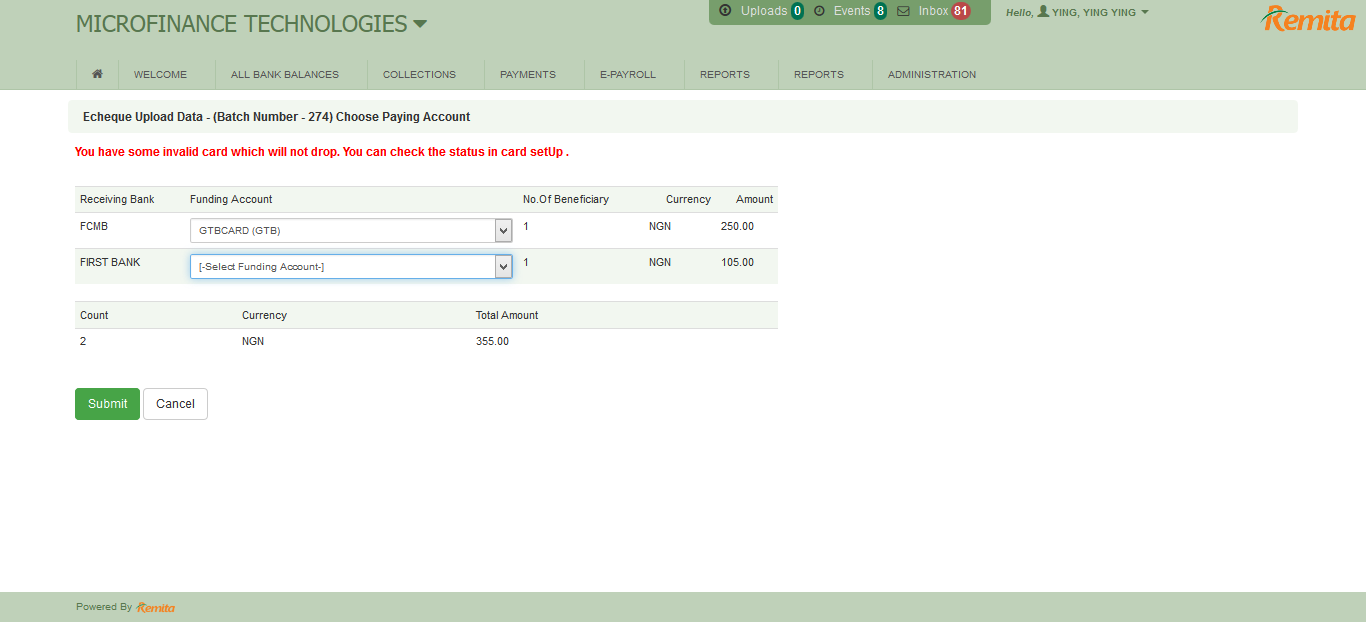 MICROFINANCE TECHNOLOGIES
Uploads 0 Events 8 Inbox 81
Hello, YING, YING YING
Remita
WELCOME ALL BANK BALANCES COLLECTIONS PAYMENTS E-PAYROLL REPORTS REPORTS ADMINISTRATION
Echeque Upload Data - (Batch Number - 274) Choose Paying Account
You have some invalid card which will not drop. You can check the status in card setUp .
Receiving Bank Funding Account No.Of Beneficiary Currency Amount
FCMB GTBCARD (GTB) 1 NGN 250.00
FIRST BANK [-Select Funding Account-] 1 NGN 105.00
Count Currency Total Amount
2 NGN 355.00
Submit Cancel
Powered By Remita